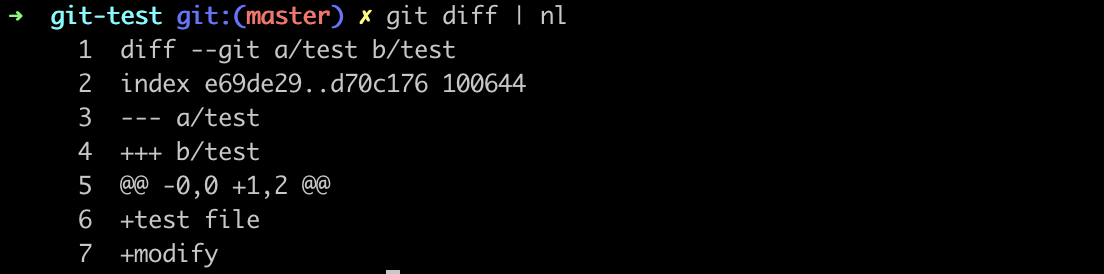 ➜  git-test git:(master) ✗ git diff | nl
     1  diff --git a/test b/test
     2  index e69de29..d70c176 100644
     3  --- a/test
     4  +++ b/test
     5  @@ -0,0 +1,2 @@
     6  +test file
     7  +modify